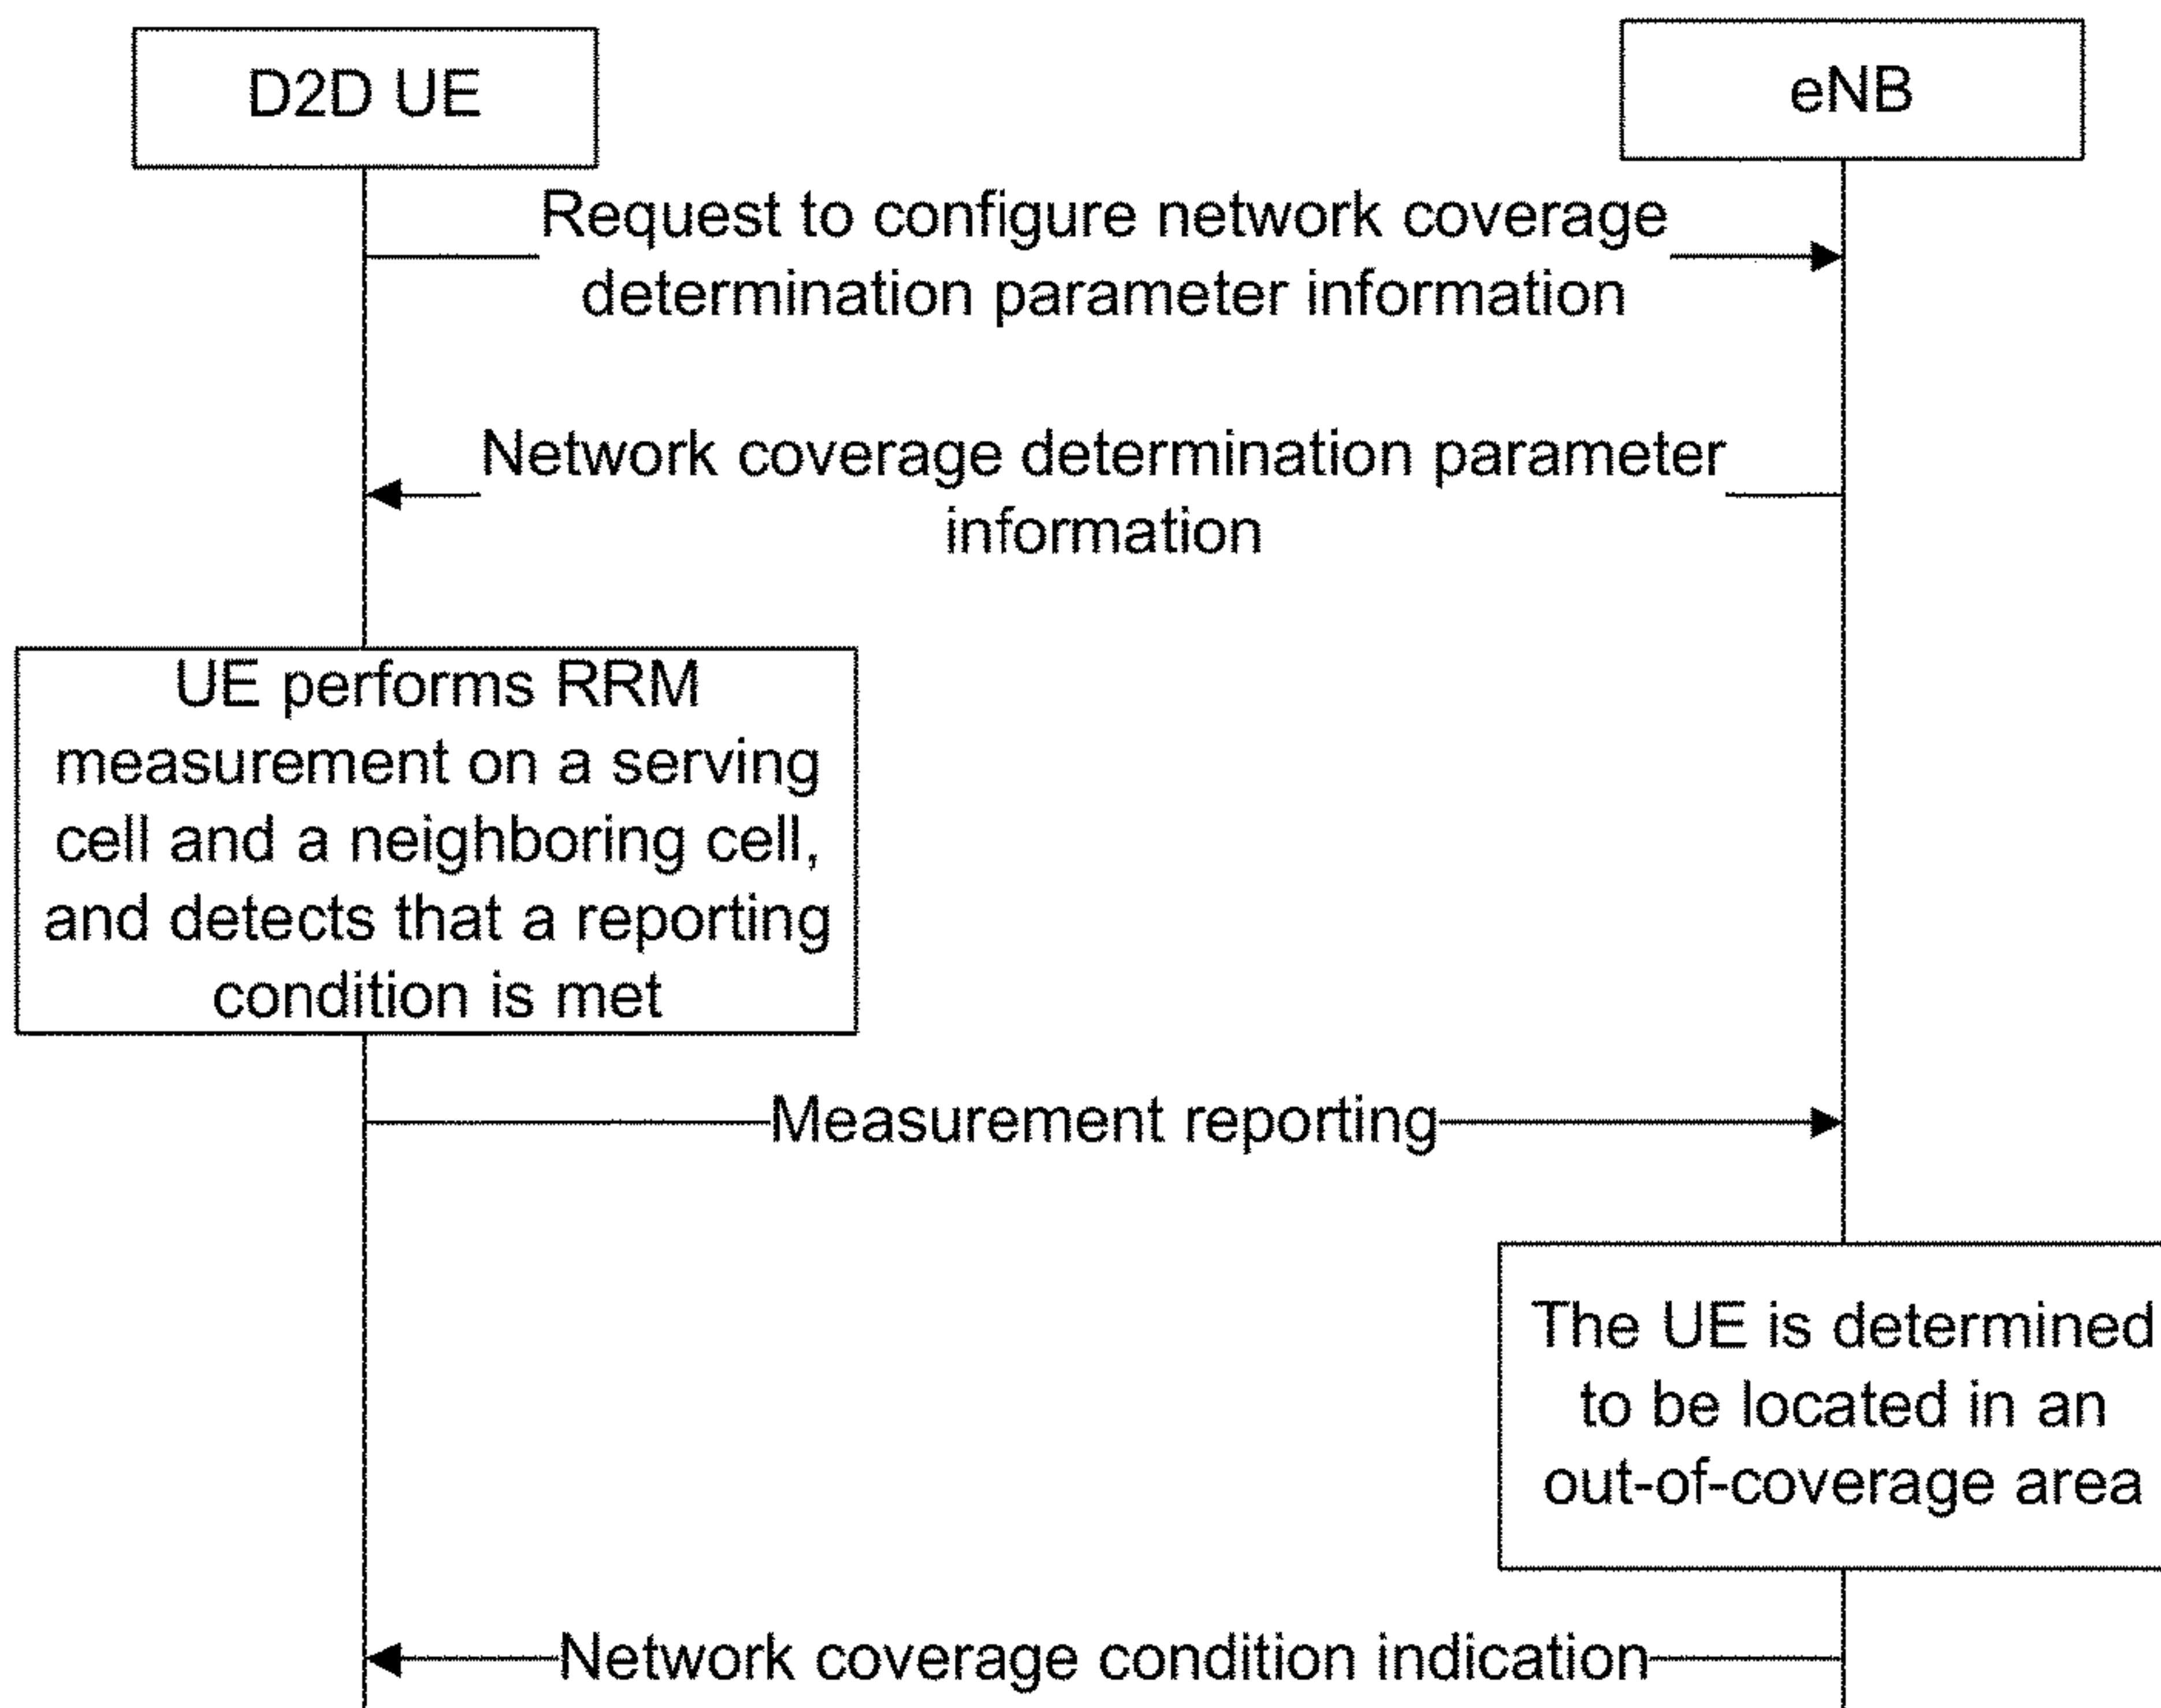 D2D UE
eNB
Request to configure network coverage
determination parameter information
Network coverage determination parameter
information
UE performs RRM
measurement on a serving
cell and a neighboring cell,
and detects that a reporting
condition is met
Measurement reporting
The UE is determined
to be located in an
out-of-coverage area
Network coverage condition indication